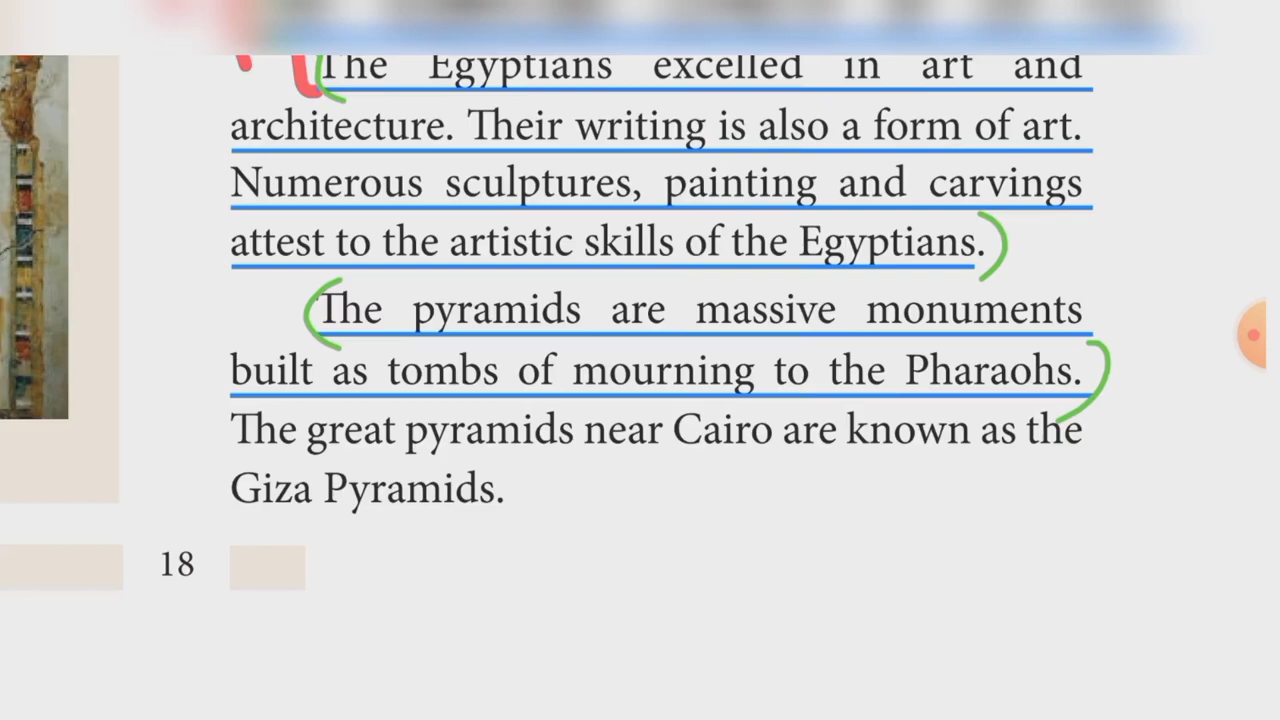 The Egyptians excelled in art and
architecture. Their writing is also a form of art.
Numerous sculptures, painting and carvings
attest to the artistic skills of the Egyptians.
The pyramids are massive monuments
built as tombs of mourning to the Pharaohs.
The great pyramids near Cairo are known as the
Giza Pyramids.
18